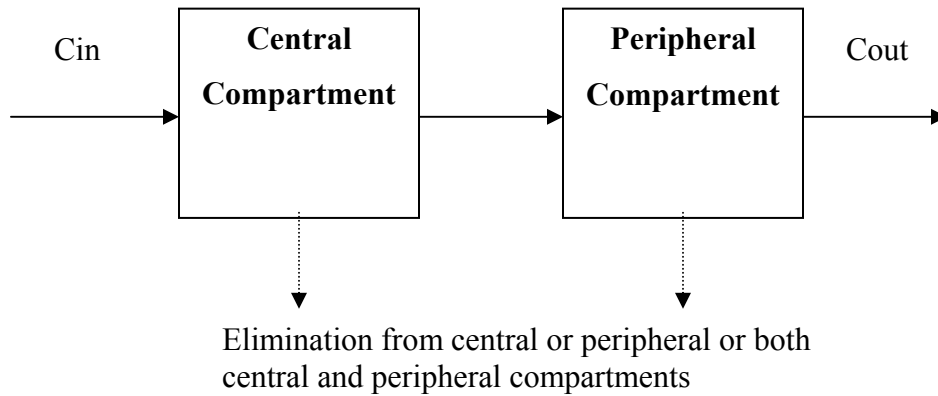 Cin
Central
Compartment
Peripheral
Compartment
Cout
Elimination from central or peripheral or both
central and peripheral compartments